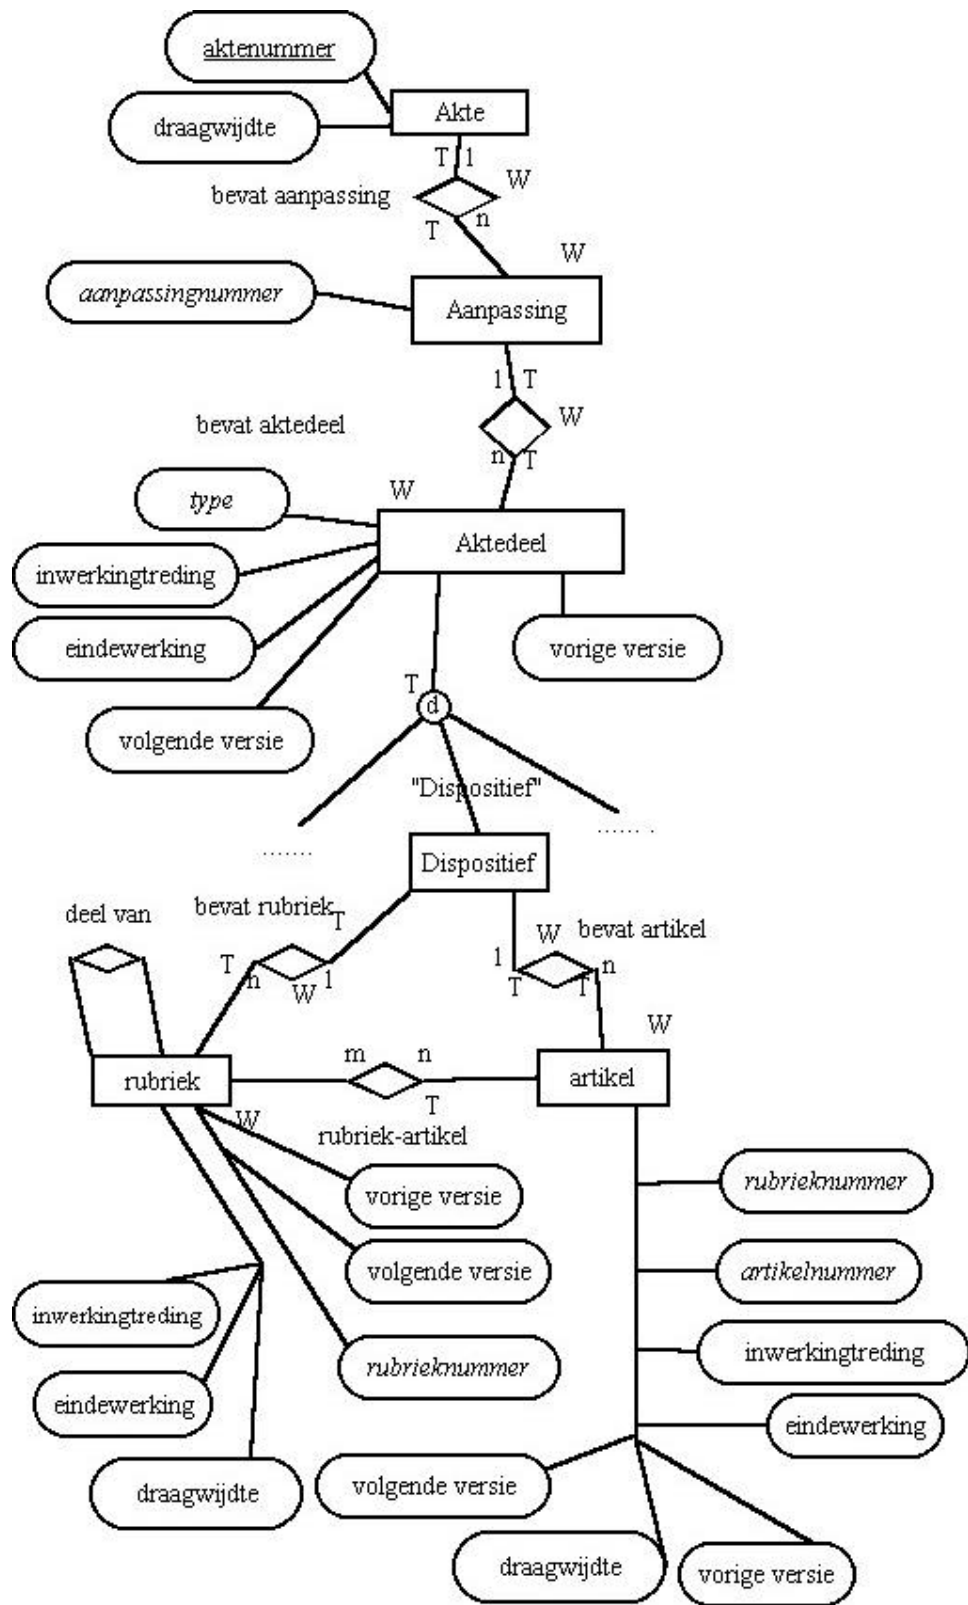 aktenummer
Akte
draagwijdte
T 1
W
bevat aanpassing
T n
W
aanpassingnummer
Aanpassing
1 T
W
bevat aktedeel
n T
W
type
Aktedeel
inwerkingtreding
eindewerking
vorige versie
T
d
volgende versie
"Dispositief"
....... 
...... .
Dispositief
deel van
bevat rubriek
T
W
bevat artikel
T n
W 1
1 T
T n
W
m n
rubriek
artikel
T
W
rubriek-artikel
vorige versie
rubrieknummer
volgende versie
artikelnummer
inwerkingtreding
rubrieknummer
inwerkingtreding
eindewerking
eindewerking
volgende versie
draagwijdte
draagwijdte
vorige versie